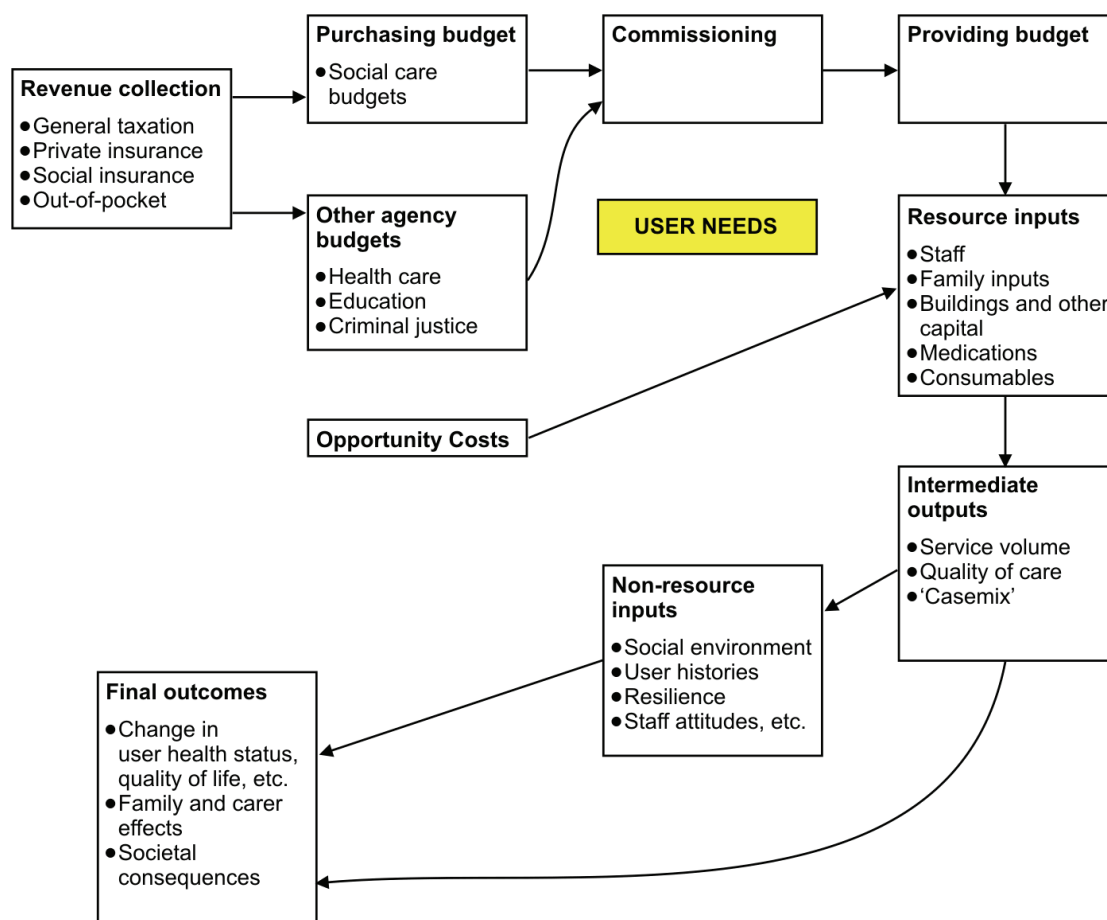 Revenue collection
●General taxation
●Private insurance
●Social insurance
●Out-of-pocket
Purchasing budget
●Social care
budgets
Other agency
budgets
●Health care
●Education
●Criminal justice
Opportunity Costs
Commissioning
USER NEEDS
Providing budget
Resource inputs
●Staff
●Family inputs
●Buildings and other
capital
●Medications
●Consumables
Intermediate
outputs
●Service volume
●Quality of care
●‘Casemix’
Non-resource
inputs
●Social environment
●User histories
●Resilience
●Staff attitudes, etc.
Final outcomes
●Change in
user health status,
quality of life, etc.
●Family and carer
effects
●Societal
consequences